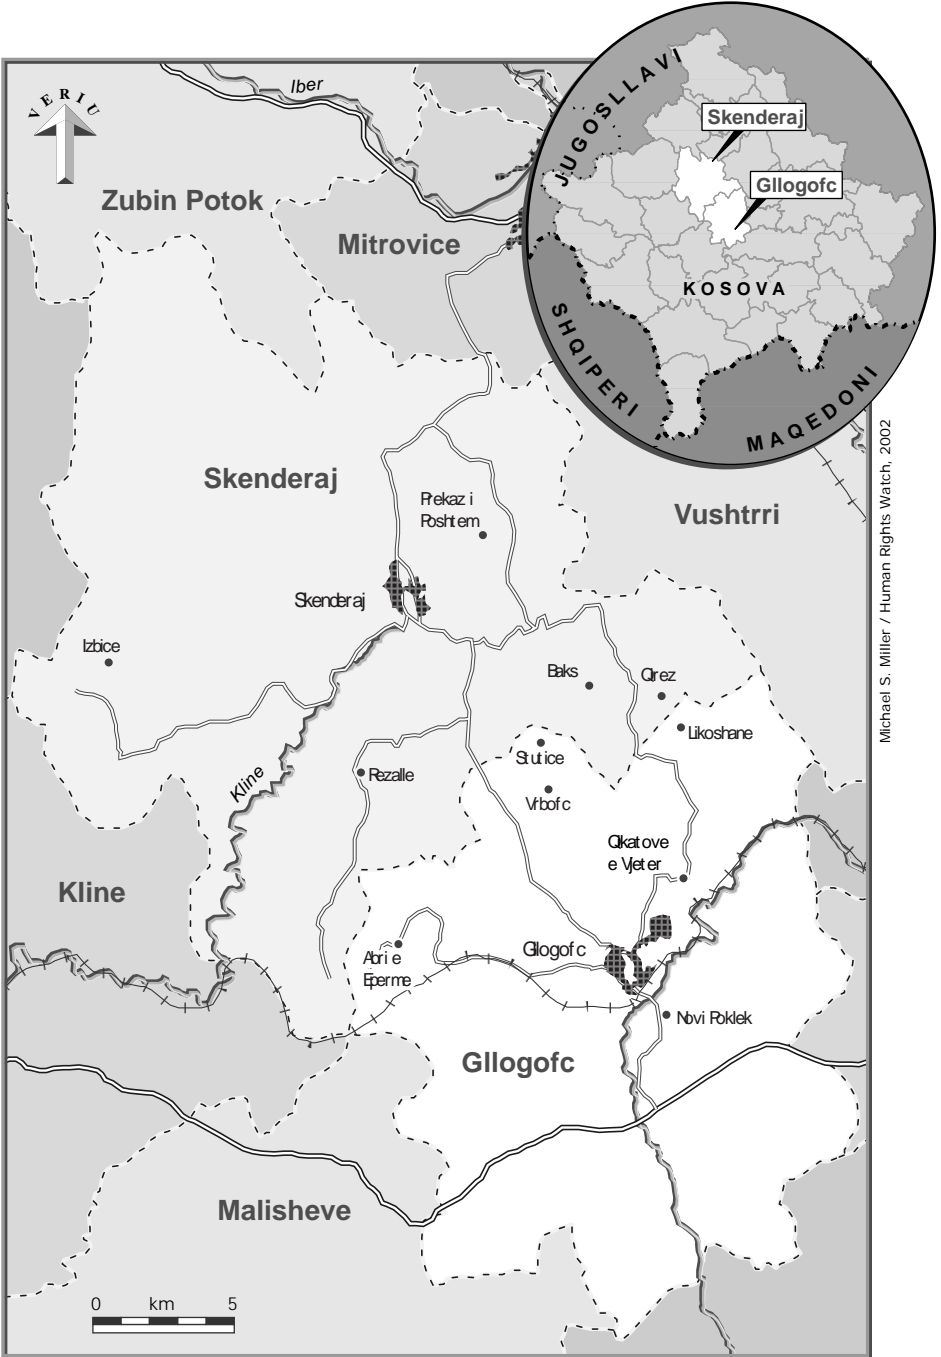 VERIU
Iber
JUGOSLLAVI
Skenderaj
Gllogofc
KOSOVA
SHQIPERI
MAQEDONI
Zubin Potok
Mitrovice
Skenderaj
Prekaz i
Poshtem
Vushtrri
Skenderaj
Izbice
Baks
Qirez
Likoshane
Stutice
Vrbofc
Rezalle
Kline
Qikatove
e Vjeter
Kline
Gllogofc
Abri e
Eperme
Novi Poklek
Gllogofc
Malisheve
0 km 5
Michael S. Miller / Human Rights Watch, 2002